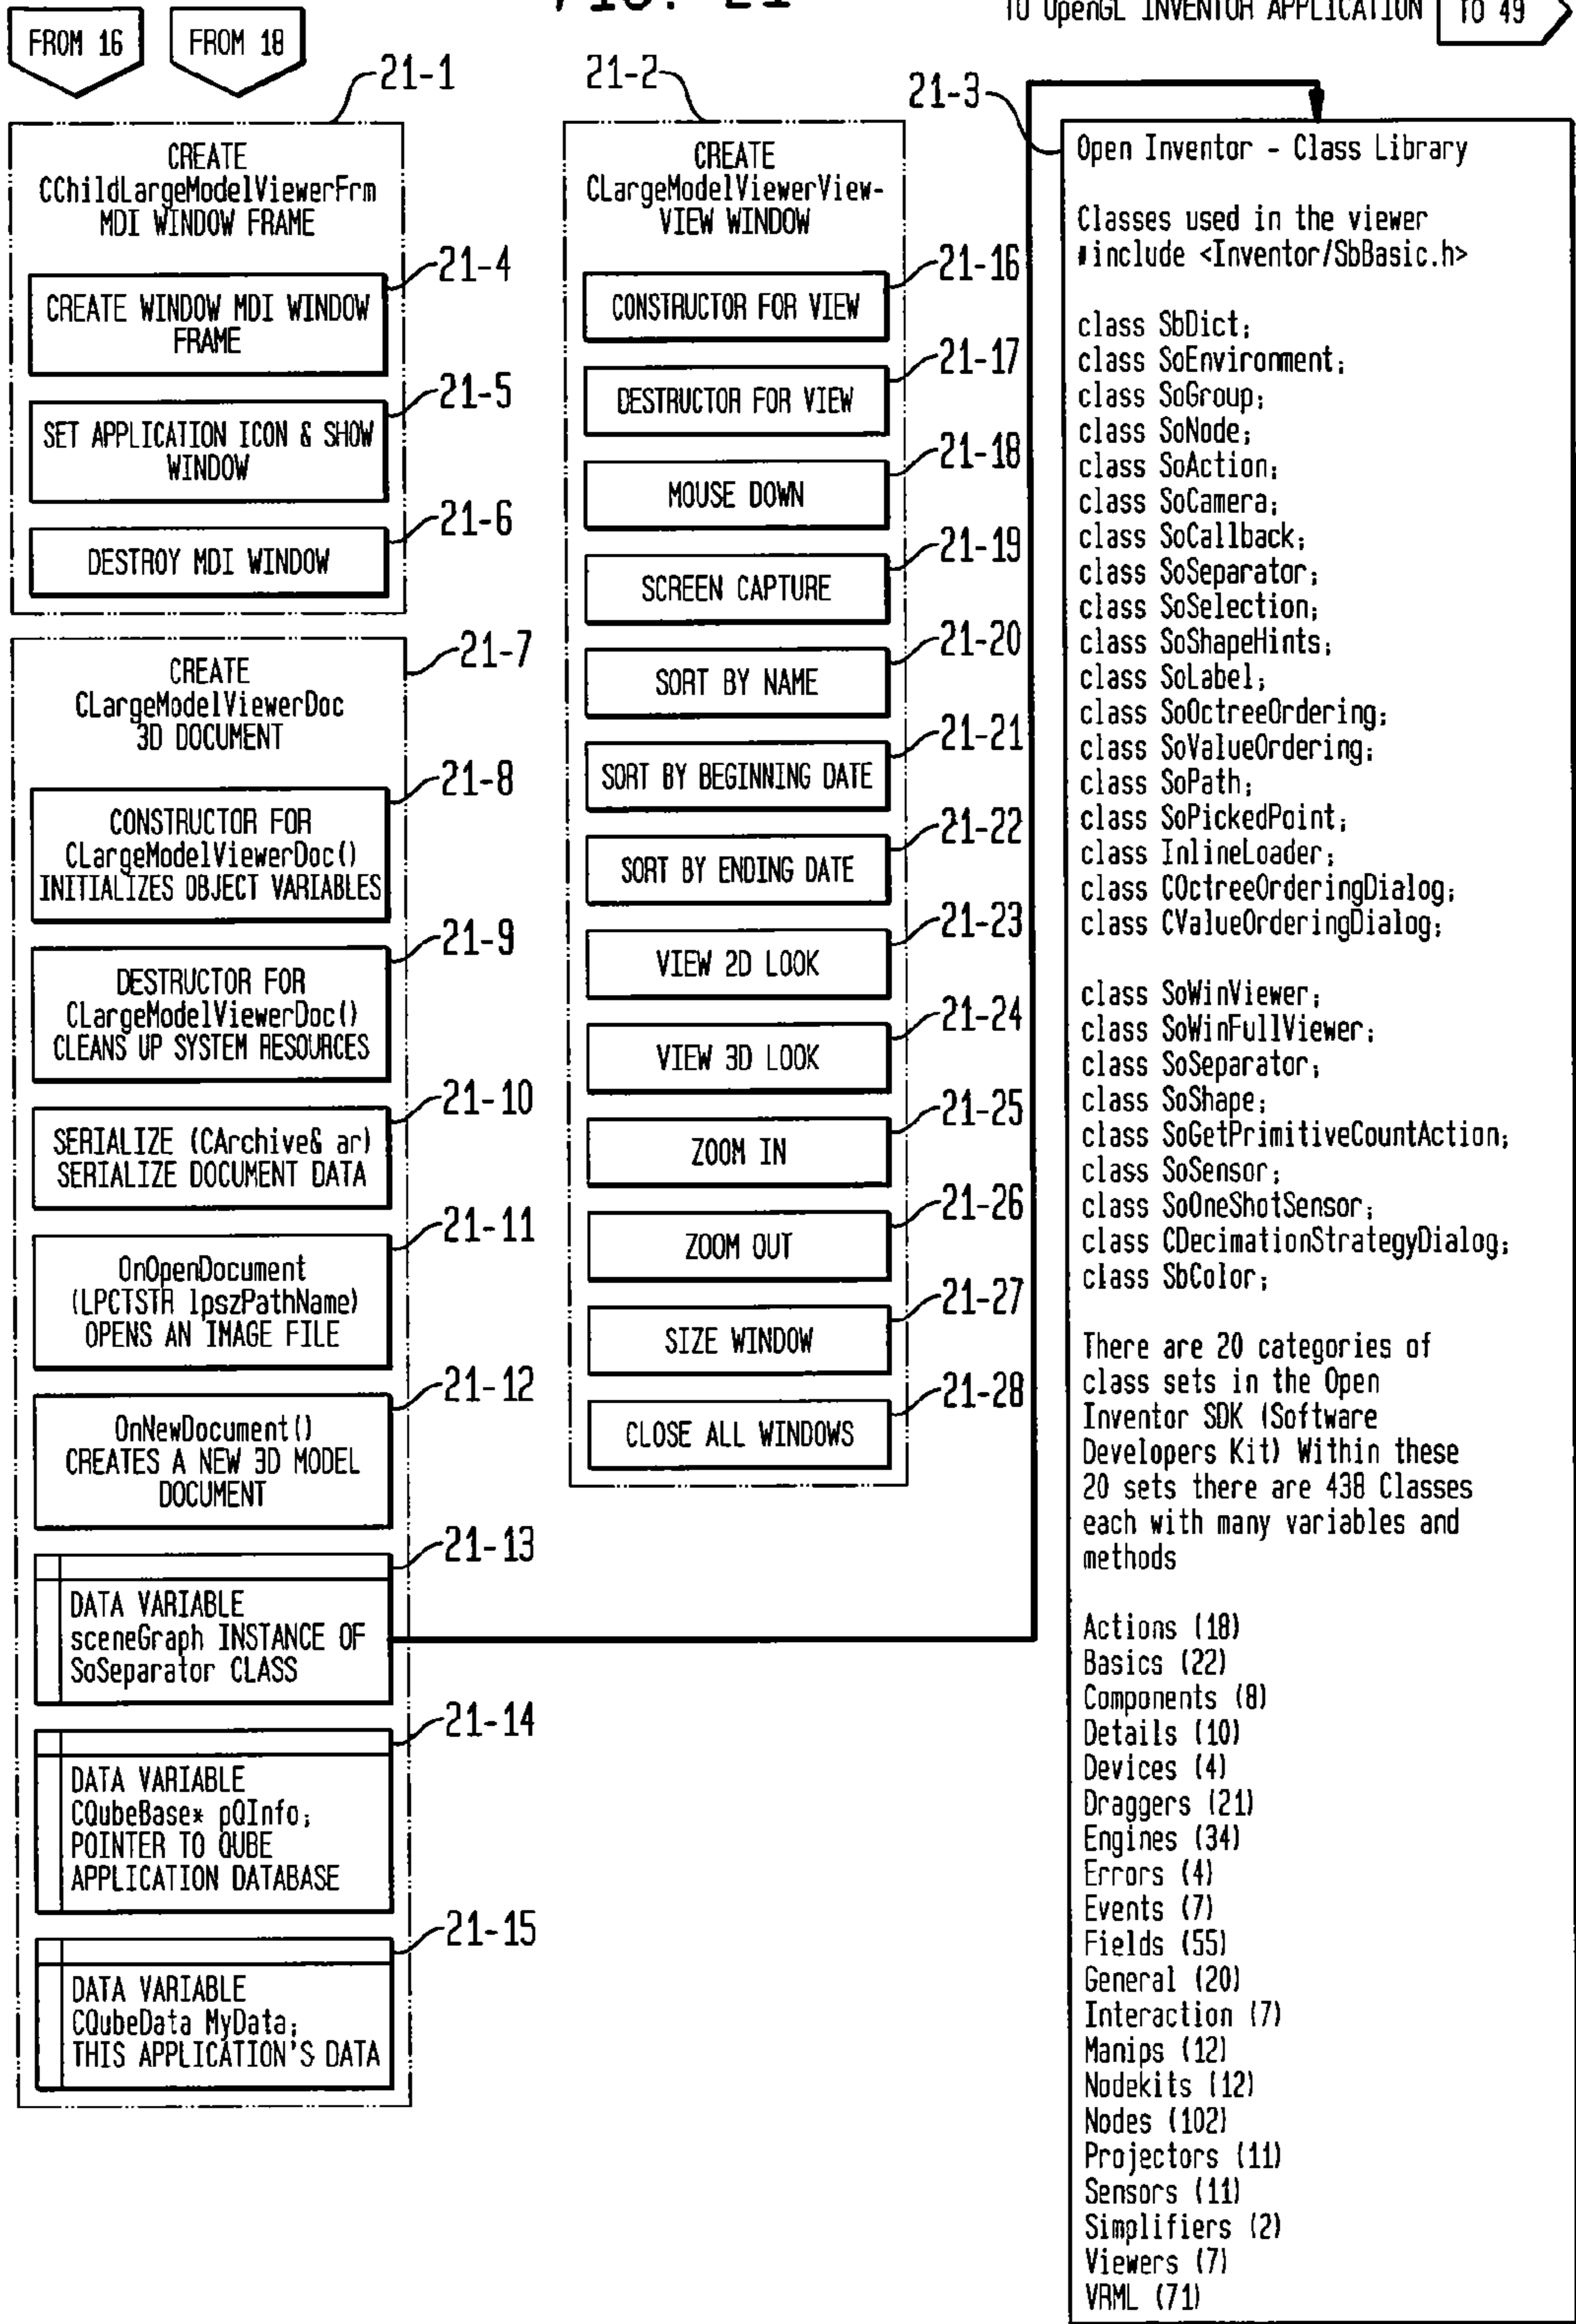 FIG. 21
TO OpenGL INVENTOR APPLICATION
TO 49
FROM 16
FROM 18
21-1
CREATE
CChildLargeModelViewerFrm
MDI WINDOW FRAME
21-4
CREATE WINDOW MDI WINDOW
FRAME
21-5
SET APPLICATION ICON & SHOW
WINDOW
21-6
DESTROY MDI WINDOW
21-7
CREATE
CLargeModelViewerDoc
3D DOCUMENT
21-8
CONSTRUCTOR FOR
CLargeModelViewerDoc()
INITIALIZES OBJECT VARIABLES
21-9
DESTRUCTOR FOR
CLargeModelViewerDoc()
CLEANS UP SYSTEM RESOURCES
21-10
SERIALIZE (CArchive& ar)
SERIALIZE DOCUMENT DATA
21-11
OnOpenDocument
(LPCTSTR lpszPathName)
OPENS AN IMAGE FILE
21-12
OnNewDocument()
CREATES A NEW 3D MODEL
DOCUMENT
21-13
DATA VARIABLE
sceneGraph INSTANCE OF
SoSeparator CLASS
21-14
DATA VARIABLE
CQubeBase* pQInfo;
POINTER TO QUBE
APPLICATION DATABASE
21-15
DATA VARIABLE
CQubeData MyData;
THIS APPLICATION'S DATA
21-2
CREATE
CLargeModelViewerView-
VIEW WINDOW
21-16
CONSTRUCTOR FOR VIEW
21-17
DESTRUCTOR FOR VIEW
21-18
MOUSE DOWN
21-19
SCREEN CAPTURE
21-20
SORT BY NAME
21-21
SORT BY BEGINNING DATE
21-22
SORT BY ENDING DATE
21-23
VIEW 2D LOOK
21-24
VIEW 3D LOOK
21-25
ZOOM IN
21-26
ZOOM OUT
21-27
SIZE WINDOW
21-28
CLOSE ALL WINDOWS
21-3
Open Inventor - Class Library
Classes used in the viewer
#include <Inventor/SbBasic.h>
class SbDict;
class SoEnvironment;
class SoGroup;
class SoNode;
class SoAction;
class SoCamera;
class SoCallback;
class SoSeparator;
class SoSelection;
class SoShapeHints;
class SoLabel;
class SoOctreeOrdering;
class SoValueOrdering;
class SoPath;
class SoPickedPoint;
class InlineLoader;
class COctreeOrderingDialog;
class CValueOrderingDialog;
class SoWinViewer;
class SoWinFullViewer;
class SoSeparator;
class SoShape;
class SoGetPrimitiveCountAction;
class SoSensor;
class SoOneShotSensor;
class CDecimationStrategyDialog;
class SbColor;
There are 20 categories of
class sets in the Open
Inventor SDK (Software
Developers Kit) Within these
20 sets there are 438 Classes
each with many variables and
methods
Actions (18)
Basics (22)
Components (8)
Details (10)
Devices (4)
Draggers (21)
Engines (34)
Errors (4)
Events (7)
Fields (55)
General (20)
Interaction (7)
Manips (12)
Nodekits (12)
Nodes (102)
Projectors (11)
Sensors (11)
Simplifiers (2)
Viewers (7)
VRML (71)